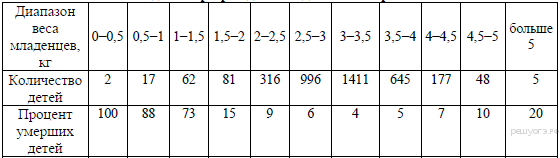 Диапазон веса младенцев, кг 0–0,5 0,5–1 1–1,5 1,5–2 2–2,5 2,5–3 3–3,5 3,5–4 4–4,5 4,5–5 больше 5
Количество детей 2 17 62 81 316 996 1411 645 177 48 5
Процент умерших детей 100 88 73 15 9 6 4 5 7 10 20